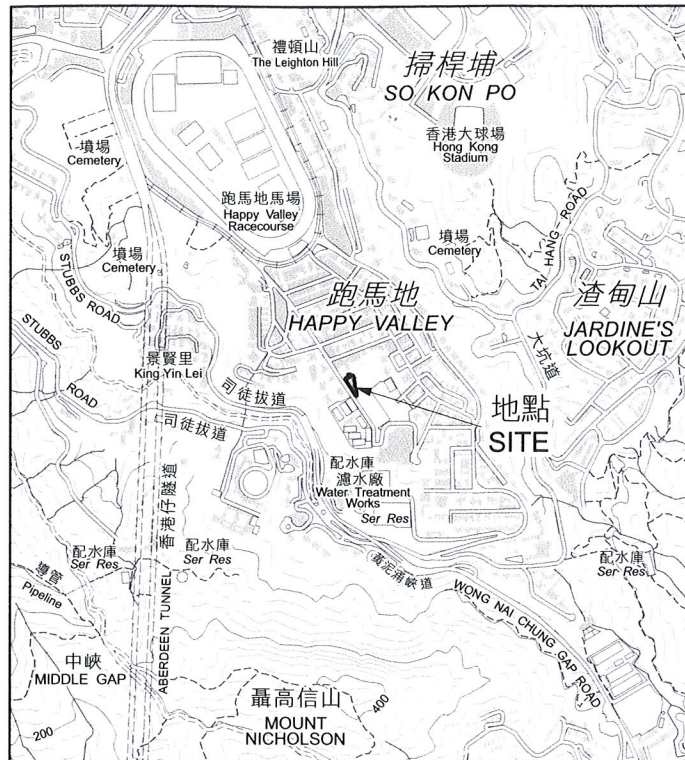 禮頓山
The Leighton Hill
掃桿埔
SO KON PO
香港大球場
Hong Kong
Stadium
墳場
Cemetery
跑馬地馬場
Happy Valley
Racecourse
墳場
Cemetery
墳場
Cemetery
TAI HANG ROAD
STUBBS ROAD
跑馬地
HAPPY VALLEY
渣甸山
JARDINE'S
LOOKOUT
大坑道
STUBBS
ROAD
景賢里
King Yin Lei
司徒拔道
司徒拔道
地點
SITE
配水庫
濾水廠
Water Treatment
Works
Ser Res
香港仔隧道
ABERDEEN TUNNEL
配水庫
Ser Res
配水庫
Ser Res
配水庫
Ser Res
導管
Pipeline
黃泥涌峽道
WONG NAI CHUNG GAP ROAD
中峽
MIDDLE GAP
聶高信山
MOUNT
NICHOLSON
400
200